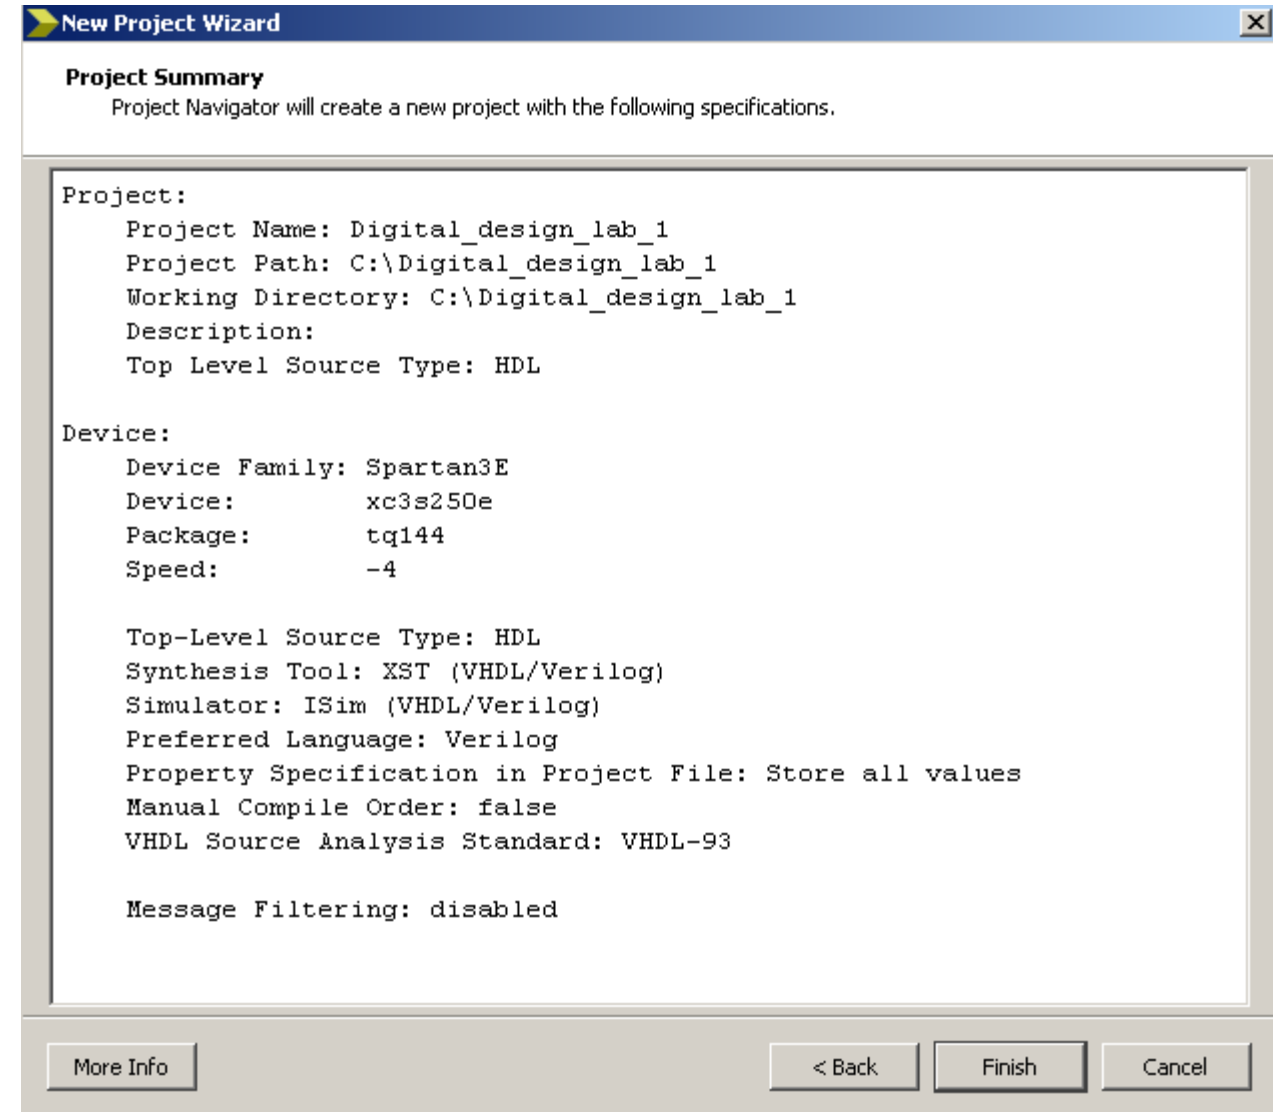 New Project Wizard
Project Summary
Project Navigator will create a new project with the following specifications.
Project:
Project Name: Digital_design_lab_1
Project Path: C:\Digital_design_lab_1
Working Directory: C:\Digital_design_lab_1
Description:
Top Level Source Type: HDL
Device:
Device Family: Spartan3E
Device: xc3s250e
Package: tq144
Speed: -4
Top-Level Source Type: HDL
Synthesis Tool: XST (VHDL/Verilog)
Simulator: ISim (VHDL/Verilog)
Preferred Language: Verilog
Property Specification in Project File: Store all values
Manual Compile Order: false
VHDL Source Analysis Standard: VHDL-93
Message Filtering: disabled
More Info < Back Finish Cancel